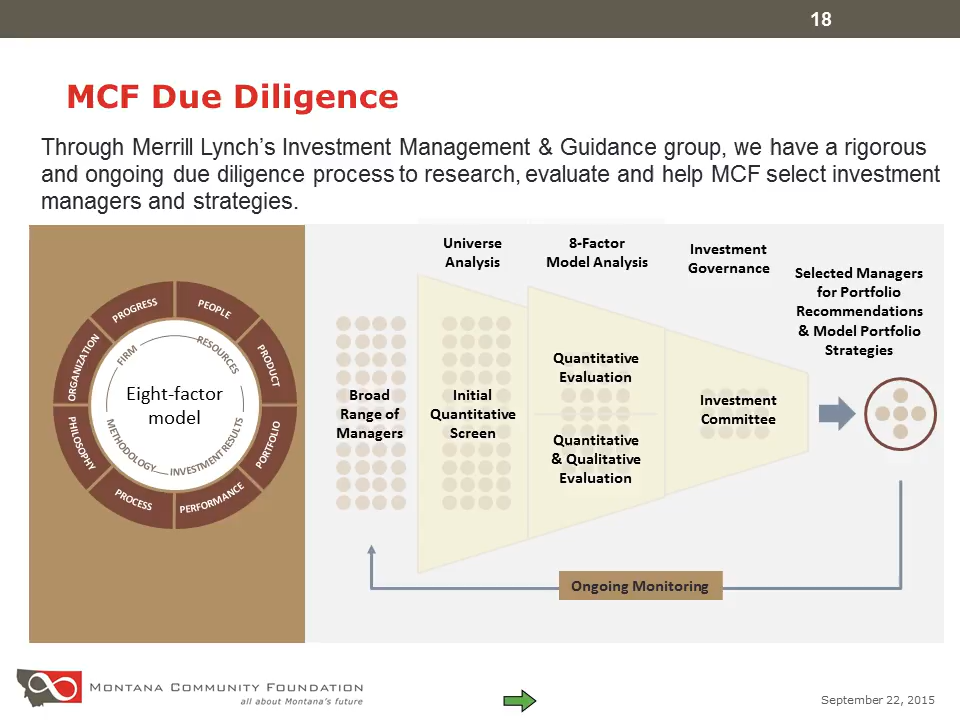 18
MCF Due Diligence
Through Merrill Lynch’s Investment Management & Guidance group, we have a rigorous
and ongoing due diligence process to research, evaluate and help MCF select investment
managers and strategies.
PROGRESS
PEOPLE
PRODUCT
PORTFOLIO
PERFORMANCE
PROCESS
PHILOSOPHY
ORGANIZATION
FIRM
RESOURCES
INVESTMENT RESULTS
METHODOLOGY
Eight-factor
model
Universe
Analysis
8-Factor
Model Analysis
Investment
Governance
Selected Managers
for Portfolio
Recommendations
& Model Portfolio
Strategies
Broad
Range of
Managers
Initial
Quantitative
Screen
Quantitative
Evaluation
Quantitative
& Qualitative
Evaluation
Investment
Committee
Ongoing Monitoring
MONTANA COMMUNITY FOUNDATION
all about Montana's future
September 22, 2015